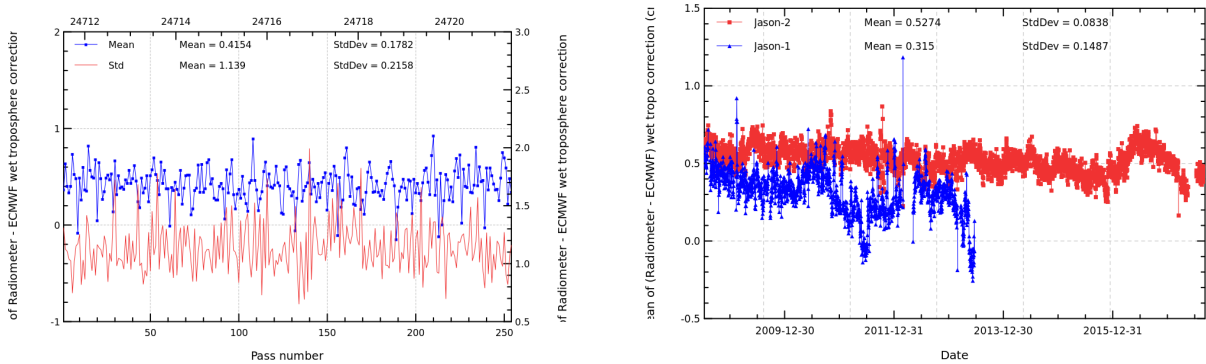 24712 24714 24716 24718 24720
of Radiometer - ECMWF wet troposphere correction
2
1
0
-1
Mean Mean = 0.4154 StdDev = 0.1782
Std Mean = 1.139 StdDev = 0.2158
3.0
2.5
2.0
1.5
1.0
0.5
of Radiometer - ECMWF wet troposphere correction
50 100 150 200 250
Pass number
ean of (Radiometer - ECMWF) wet tropo correction (c
1.5
1.0
0.5
0.0
-0.5
Jason-2 Mean = 0.5274 StdDev = 0.0838
Jason-1 Mean = 0.315 StdDev = 0.1487
2009-12-30 2011-12-31 2013-12-30 2015-12-31
Date